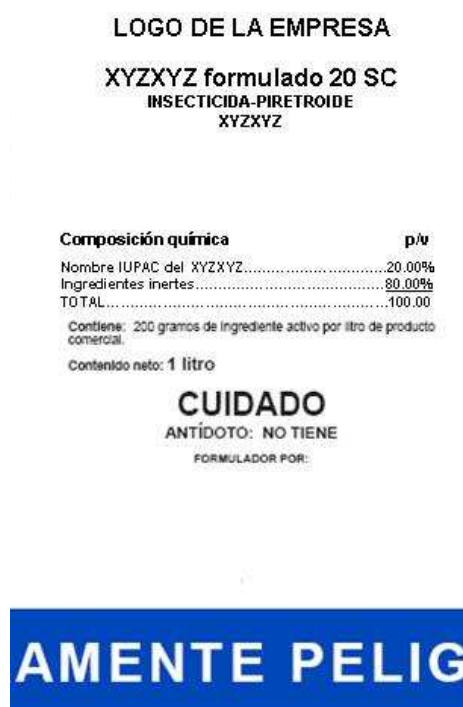 LOGO DE LA EMPRESA
XYZXYZ formulado 20 SC
INSECTICIDA-PIRETROIDE
XYZXYZ
Composición química p/v
Nombre IUPAC del XYZXYZ..............................20.00%
Ingredientes inertes........................................80.00%
TOTAL...........................................................100.00
Contiene: 200 gramos de ingrediente activo por litro de producto
comercial.
Contenido neto: 1 litro
CUIDADO
ANTÍDOTO: NO TIENE
FORMULADOR POR:
AMENTE PELIG